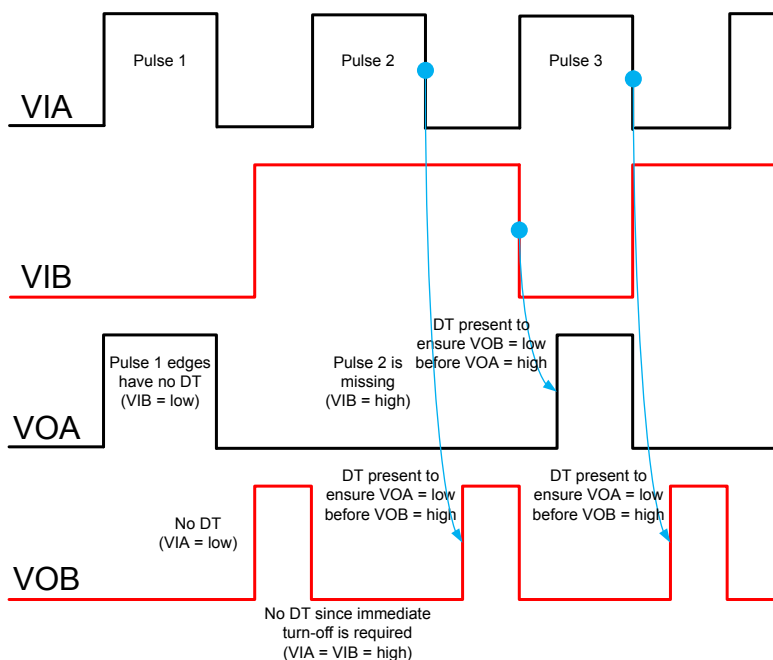 Pulse 1
Pulse 2
Pulse 3
VIA
VIB
DT present to
ensure VOB = low
before VOA = high
Pulse 1 edges
have no DT
(VIB = low)
Pulse 2 is
missing
(VIB = high)
VOA
DT present to
ensure VOA = low
before VOB = high
DT present to
ensure VOA = low
before VOB = high
No DT
(VIA = low)
VOB
No DT since immediate
turn-off is required
(VIA = VIB = high)